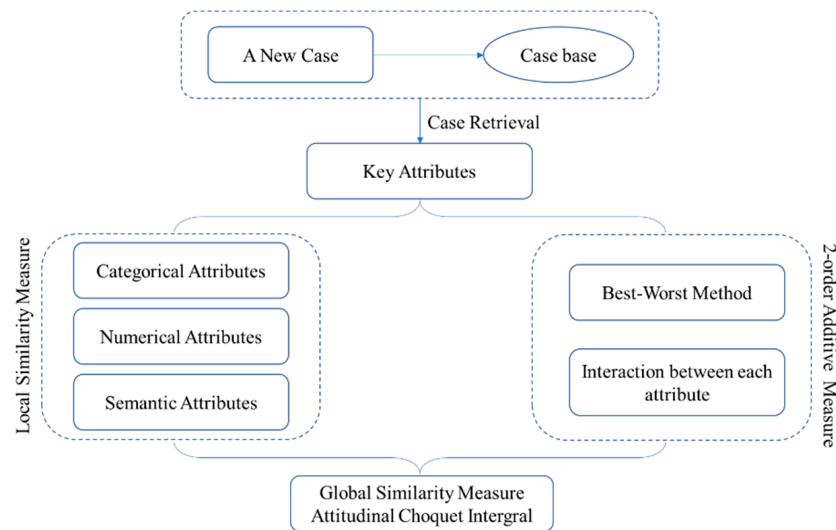 A New Case
Case base
Case Retrieval
Key Attributes
Local Similarity Measure
Categorical Attributes
Numerical Attributes
Semantic Attributes
Best-Worst Method
Interaction between each
attribute
2-order Additive Measure
Global Similarity Measure
Attitudinal Choquet Intergral